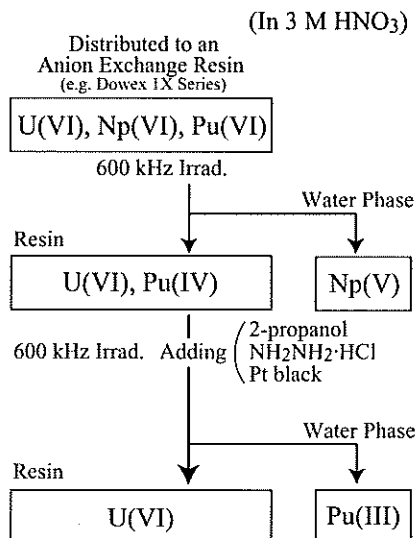 (In 3 M HNO3)
Distributed to an
Anion Exchange Resin
(e.g. Dowex 1X Series)
U(VI), Np(VI), Pu(VI)
600 kHz Irrad.
Water Phase
Resin
U(VI), Pu(IV)
Np(V)
600 kHz Irrad. Adding
2-propanol
NH2NH2·HCl
Pt black
Water Phase
Resin
U(VI)
Pu(III)